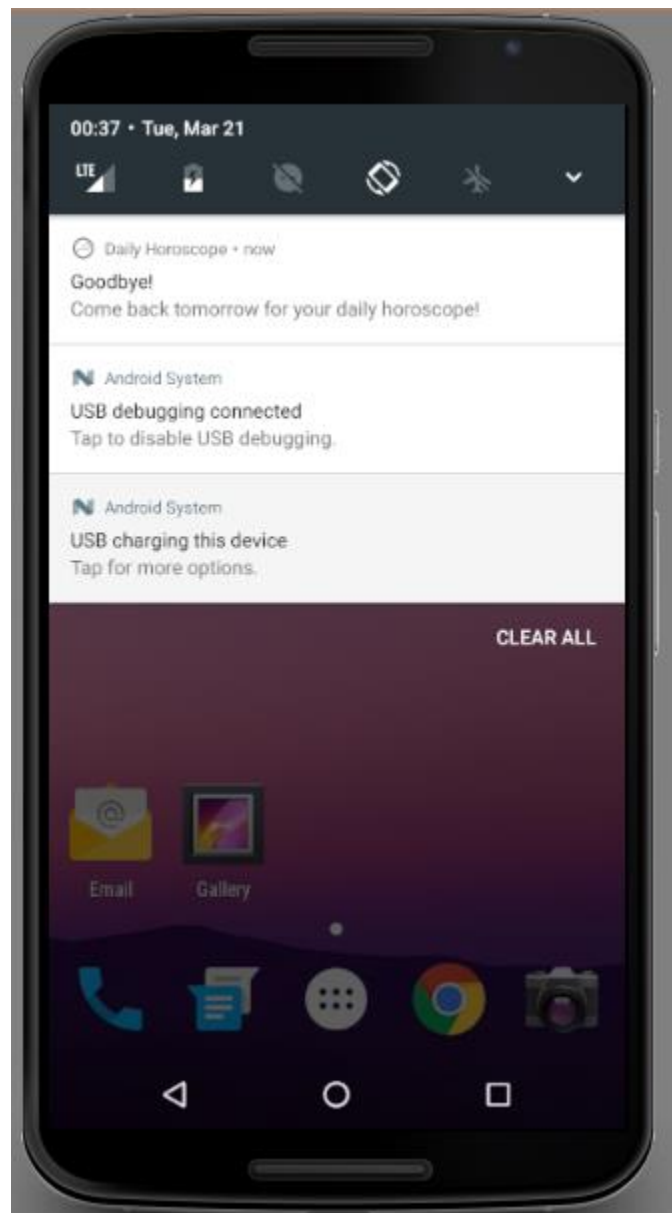 00:37 • Tue, Mar 21
LTE
Daily Horoscope • now
Goodbye!
Come back tomorrow for your daily horoscope!
Android System
USB debugging connected
Tap to disable USB debugging.
Android System
USB charging this device
Tap for more options.
CLEAR ALL
Email Gallery